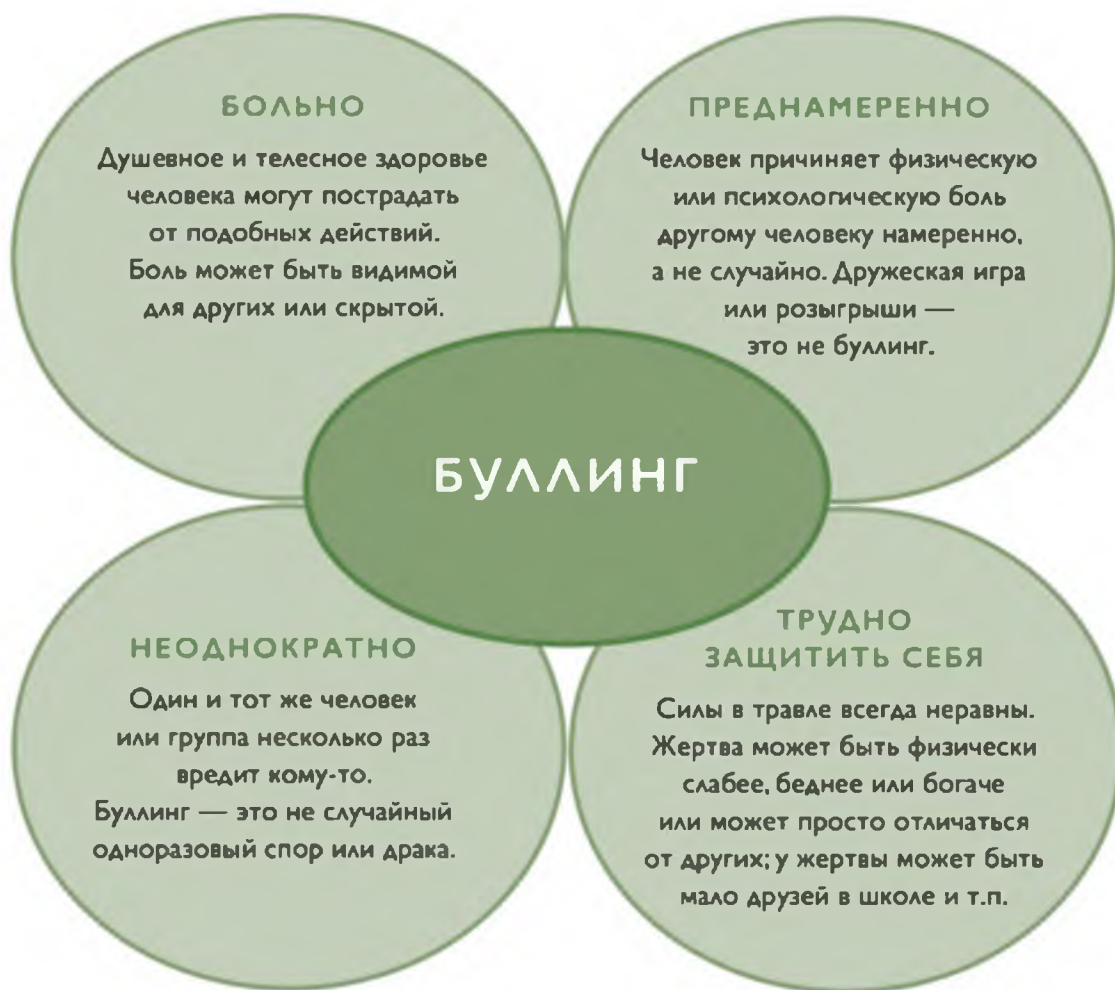 БОЛЬНО
Душевное и телесное здоровье
человека могут пострадать
от подобных действий.
Боль может быть видимой
для других или скрытой.
ПРЕДНАМЕРЕННО
Человек причиняет физическую
или психологическую боль
другому человеку намеренно,
а не случайно. Дружеская игра
или розыгрыши —
это не буллинг.
БУЛЛИНГ
НЕОДНОКРАТНО
Один и тот же человек
или группа несколько раз
вредит кому-то.
Буллинг — это не случайный
одноразовый спор или драка.
ТРУДНО
ЗАЩИТИТЬ СЕБЯ
Силы в травле всегда неравны.
Жертва может быть физически
слабее, беднее или богаче
или может просто отличаться
от других; у жертвы может быть
мало друзей в школе и т.п.